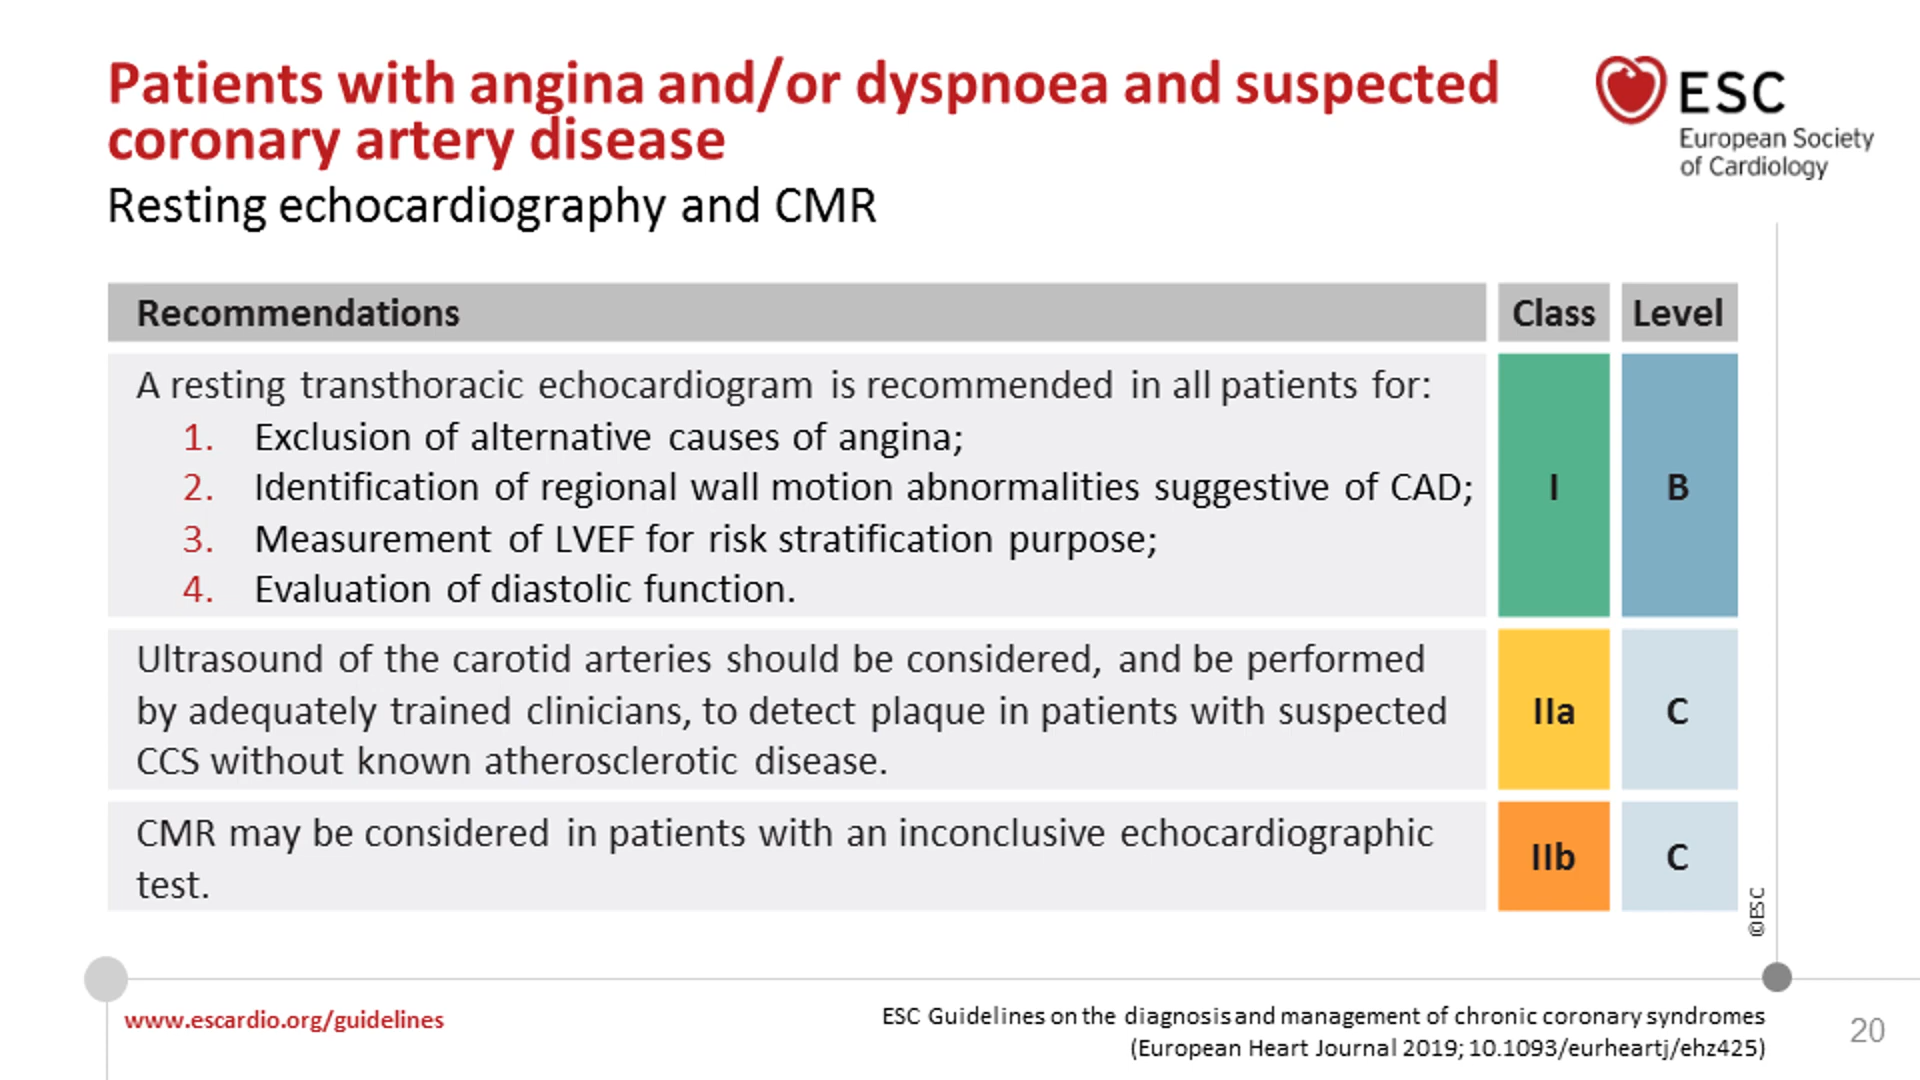 Patients with angina and/or dyspnoea and suspected
coronary artery disease
Resting echocardiography and CMR
ESC
European Society
of Cardiology
Recommendations Class Level
A resting transthoracic echocardiogram is recommended in all patients for:
1. Exclusion of alternative causes of angina;
2. Identification of regional wall motion abnormalities suggestive of CAD;
3. Measurement of LVEF for risk stratification purpose;
4. Evaluation of diastolic function.
I B
Ultrasound of the carotid arteries should be considered, and be performed
by adequately trained clinicians, to detect plaque in patients with suspected
CCS without known atherosclerotic disease.
IIa C
CMR may be considered in patients with an inconclusive echocardiographic
test.
IIb C
©ESC
www.escardio.org/guidelines
ESC Guidelines on the diagnosis and management of chronic coronary syndromes
(European Heart Journal 2019; 10.1093/eurheartj/ehz425)
20